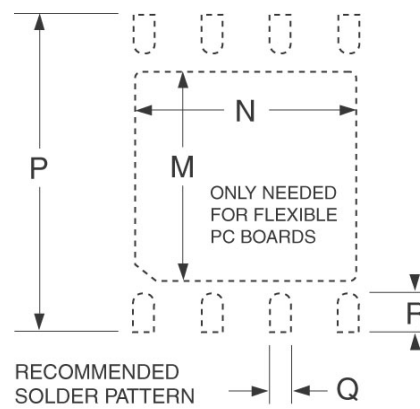 N
P
M
ONLY NEEDED
FOR FLEXIBLE
PC BOARDS
R
RECOMMENDED
SOLDER PATTERN
Q